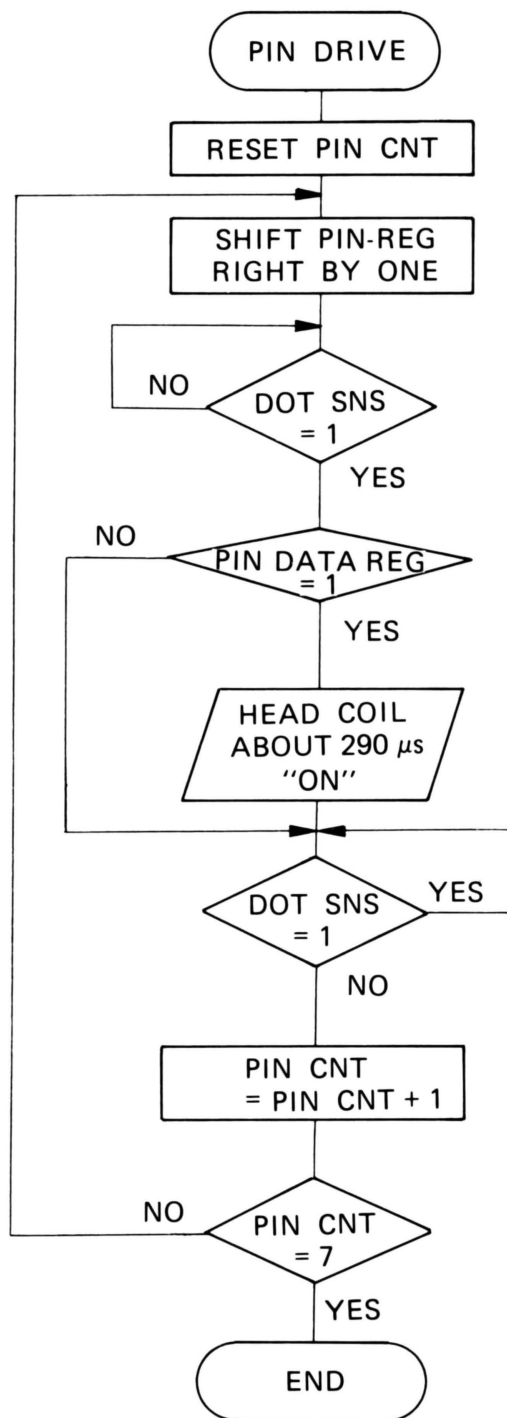 PIN DRIVE
RESET PIN CNT
SHIFT PIN-REG
RIGHT BY ONE
NO
DOT SNS
= 1
YES
NO
PIN DATA REG
= 1
YES
HEAD COIL
ABOUT 290 μs
"ON"
DOT SNS
= 1
YES
NO
PIN CNT
= PIN CNT + 1
NO
PIN CNT
= 7
YES
END